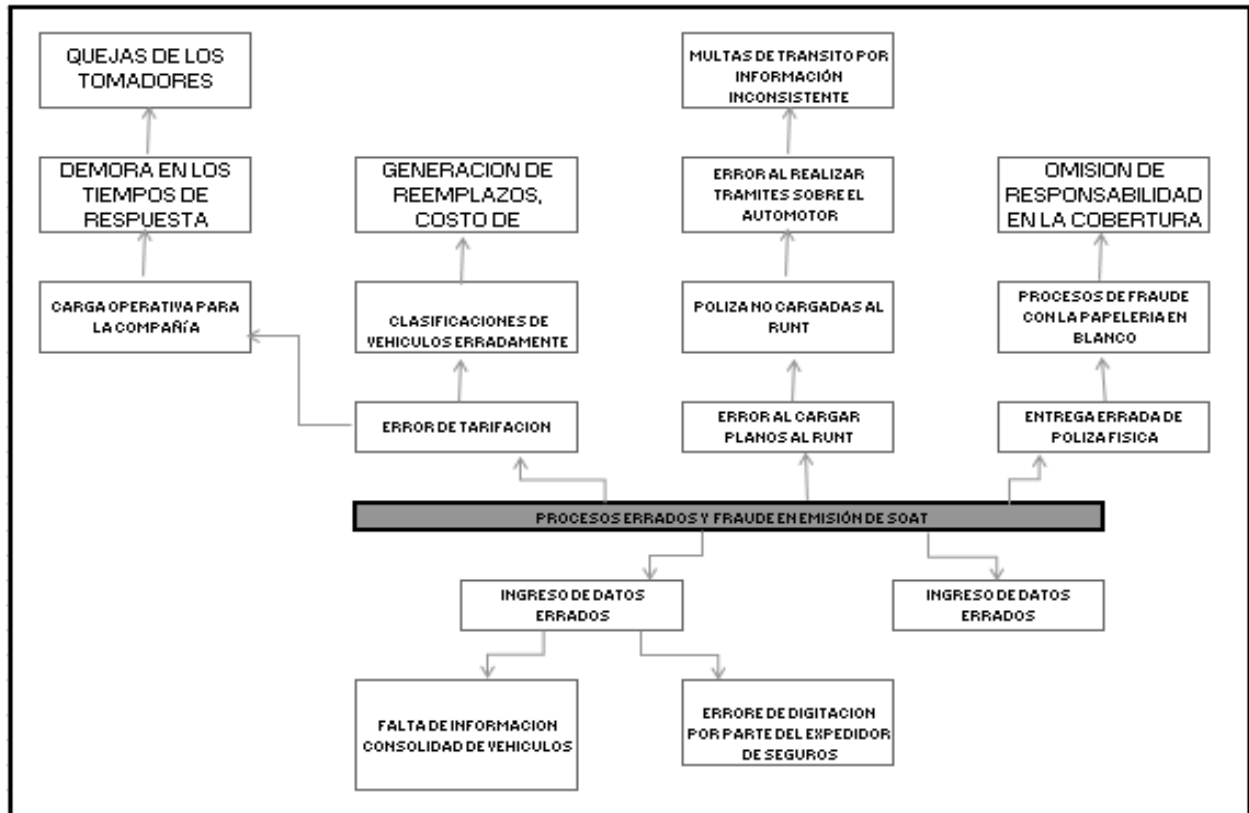 QUEJAS DE LOS
TOMADORES
MULTAS DE TRANSITO POR
INFORMACIÓN
INCONSISTENTE
DEMORA EN LOS
TIEMPOS DE
RESPUESTA
GENERACION DE
REEMPLAZOS,
COSTO DE
ERROR AL REALIZAR
TRAMITES SOBRE EL
AUTOMOTOR
OMISION DE
RESPONSABILIDAD
EN LA COBERTURA
CARGA OPERATIVA PARA
LA COMPAÑÍA
CLASIFICACIONES DE
VEHICULOS ERRADAMENTE
POLIZA NO CARGADAS AL
RUNT
PROCESOS DE FRAUDE
CON LA PAPELERIA EN
BLANCO
ERROR DE TARIFACION
ERROR AL CARGAR
PLANOS AL RUNT
ENTREGA ERRADA DE
POLIZA FISICA
PROCESOS ERRADOS Y FRAUDE EN EMISIÓN DE SOAT
INGRESO DE DATOS
ERRADOS
INGRESO DE DATOS
ERRADOS
FALTA DE INFORMACION
CONSOLIDAD DE VEHICULOS
ERRORE DE DIGITACION
POR PARTE DEL EXPEDIDOR
DE SEGUROS